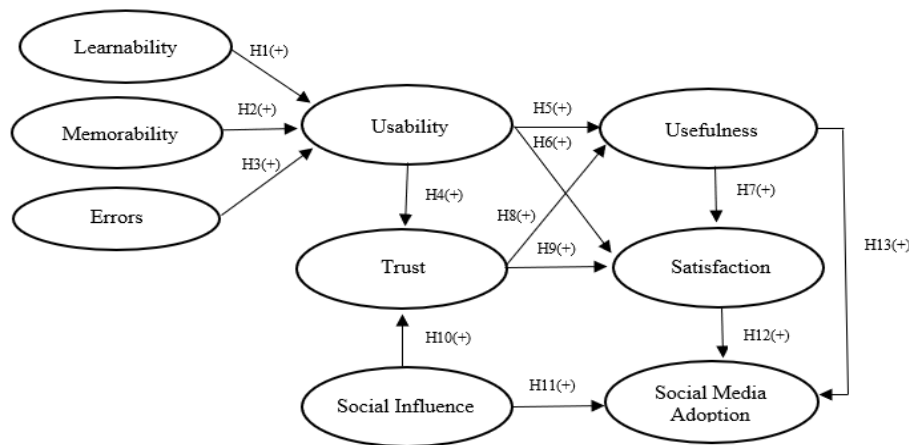 Learnability
H1(+)
Memorability
H2(+)
Usability
H5(+)
Usefulness
H6(+)
H3(+)
Errors
H4(+)
H8(+)
H7(+)
Trust
H9(+)
Satisfaction
H13(+)
H10(+)
H12(+)
Social Influence
H11(+)
Social Media
Adoption